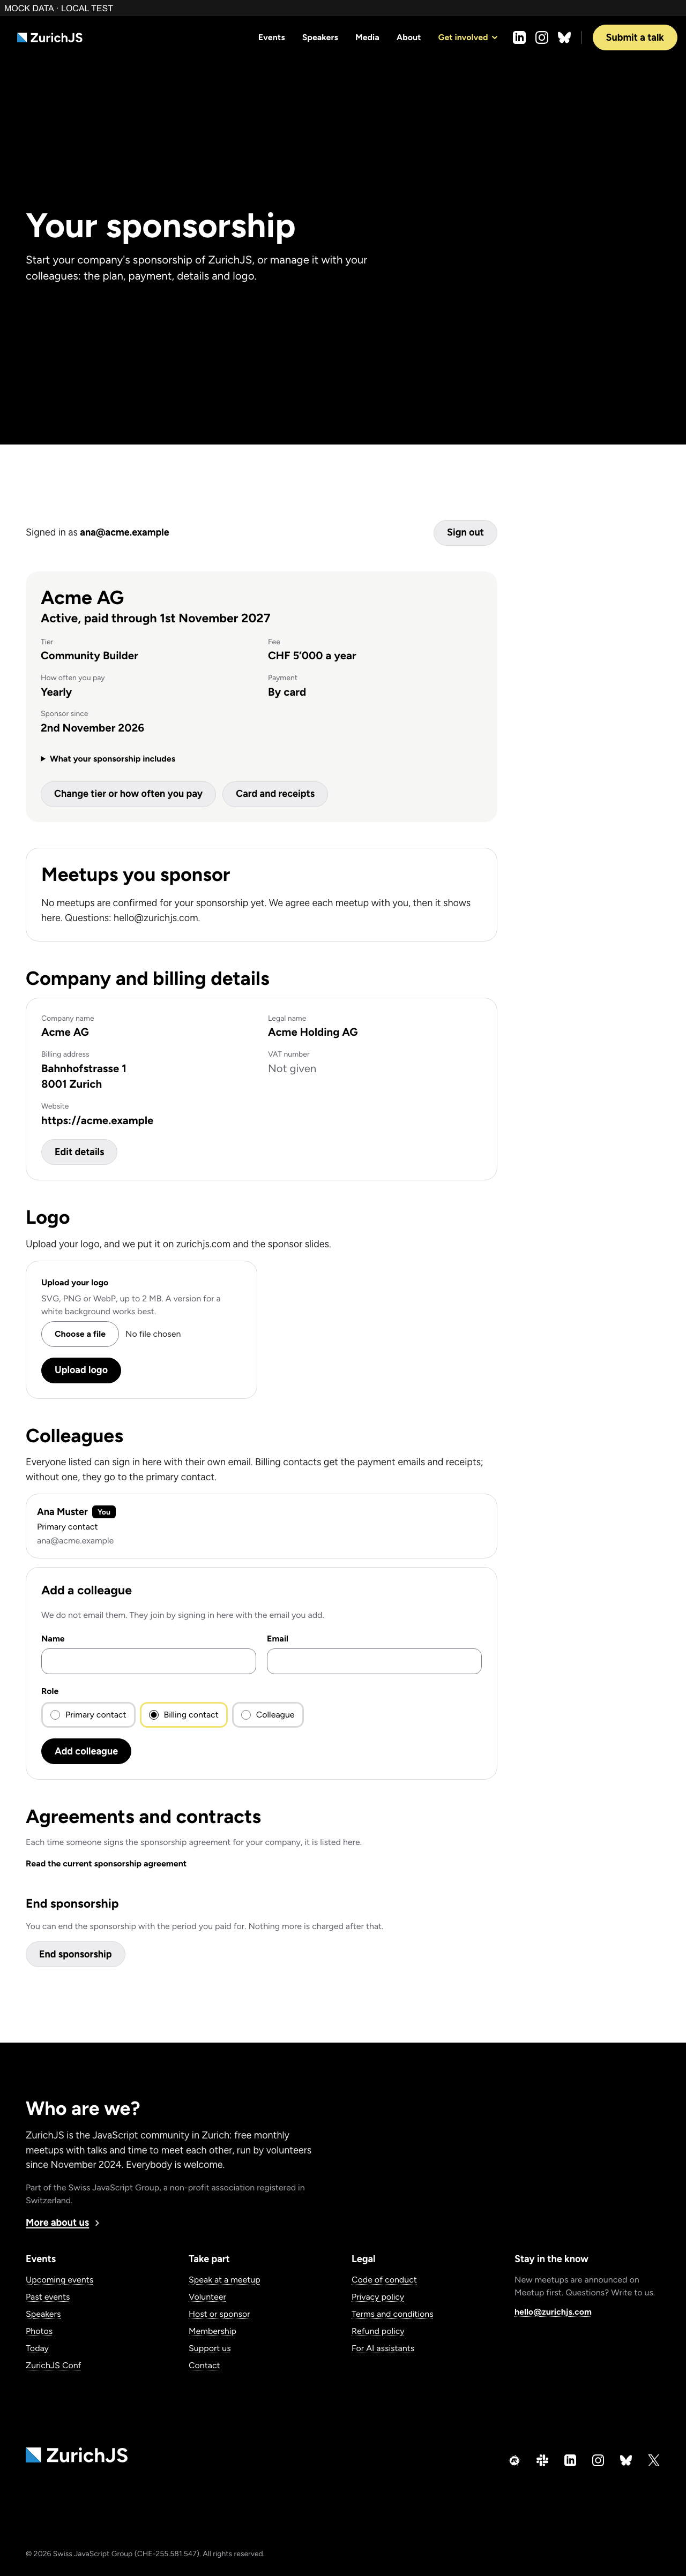 MOCK DATA · LOCAL TEST
ZurichJS
Events
Speakers
Media
About
Get involved
Submit a talk
Your sponsorship
Start your company's sponsorship of ZurichJS, or manage it with your
colleagues: the plan, payment, details and logo.
Signed in as ana@acme.example
Sign out
Acme AG
Active, paid through 1st November 2027
Tier
Community Builder
Fee
CHF 5’000 a year
How often you pay
Yearly
Payment
By card
Sponsor since
2nd November 2026
What your sponsorship includes
Change tier or how often you pay
Card and receipts
Meetups you sponsor
No meetups are confirmed for your sponsorship yet. We agree each meetup with you, then it shows
here. Questions: hello@zurichjs.com.
Company and billing details
Company name
Acme AG
Legal name
Acme Holding AG
Billing address
Bahnhofstrasse 1
8001 Zurich
VAT number
Not given
Website
https://acme.example
Edit details
Logo
Upload your logo, and we put it on zurichjs.com and the sponsor slides.
Upload your logo
SVG, PNG or WebP, up to 2 MB. A version for a
white background works best.
Choose a file
No file chosen
Upload logo
Colleagues
Everyone listed can sign in here with their own email. Billing contacts get the payment emails and receipts;
without one, they go to the primary contact.
Ana Muster
You
Primary contact
ana@acme.example
Add a colleague
We do not email them. They join by signing in here with the email you add.
Name
Email
Role
Primary contact
Billing contact
Colleague
Add colleague
Agreements and contracts
Each time someone signs the sponsorship agreement for your company, it is listed here.
Read the current sponsorship agreement
End sponsorship
You can end the sponsorship with the period you paid for. Nothing more is charged after that.
End sponsorship
Who are we?
ZurichJS is the JavaScript community in Zurich: free monthly
meetups with talks and time to meet each other, run by volunteers
since November 2024. Everybody is welcome.
Part of the Swiss JavaScript Group, a non-profit association registered in
Switzerland.
More about us
Events
Upcoming events
Past events
Speakers
Photos
Today
ZurichJS Conf
Take part
Speak at a meetup
Volunteer
Host or sponsor
Membership
Support us
Contact
Legal
Code of conduct
Privacy policy
Terms and conditions
Refund policy
For AI assistants
Stay in the know
New meetups are announced on
Meetup first. Questions? Write to us.
hello@zurichjs.com
ZurichJS
© 2026 Swiss JavaScript Group (CHE-255.581.547). All rights reserved.